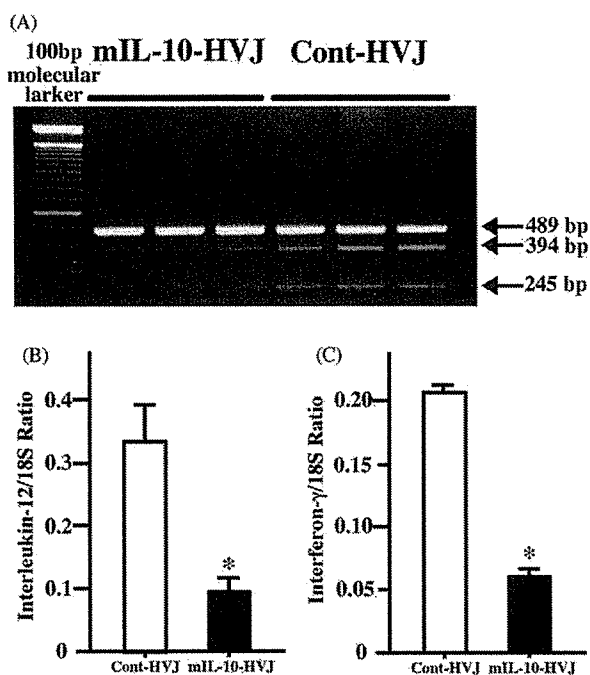 (A)
100bp mIL-10-HVJ Cont-HVJ
molecular
larker
489 bp
394 bp
245 bp
(B)
Interleukin-12/18S Ratio
0.4
0.3
0.2
0.1
0
*
Cont-HVJ mIL-10-HVJ
(C)
Interferon-γ/18S Ratio
0.20
0.15
0.10
0.05
0
*
Cont-HVJ mIL-10-HVJ